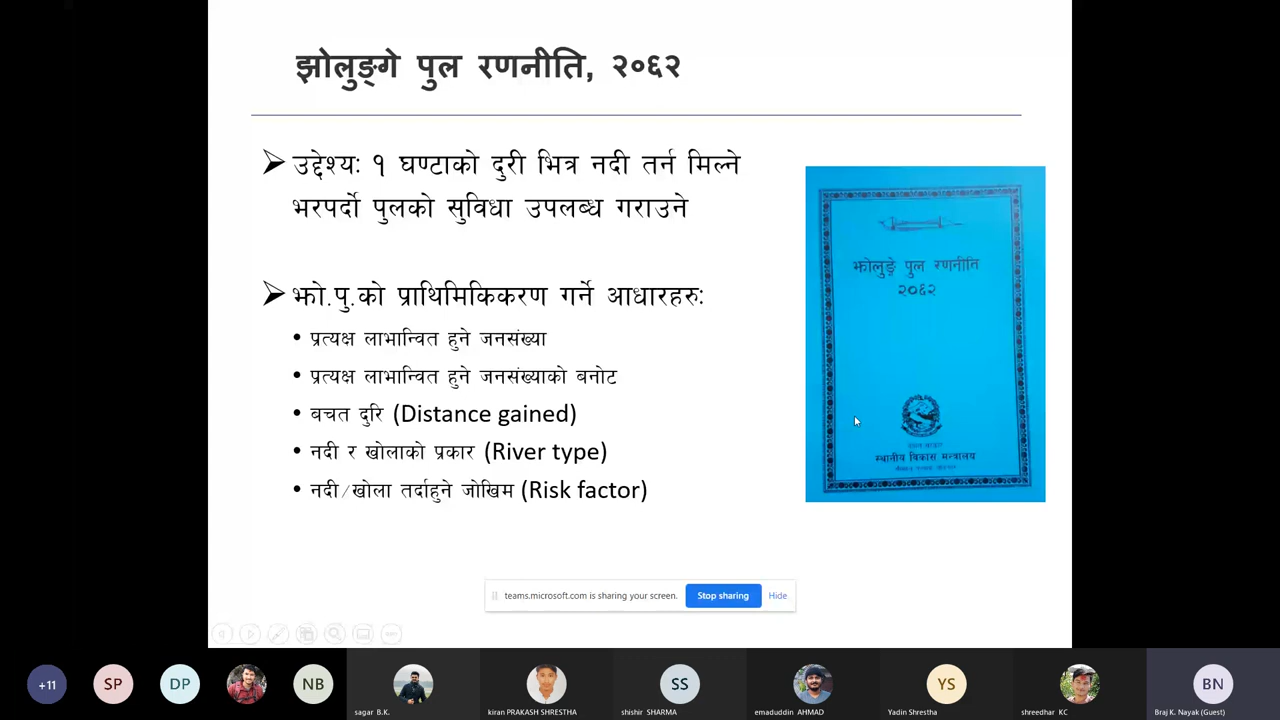 झोलुङ्गे पुल रणनीति, २०६२
उद्देश्यः १ घण्टाको दुरी भित्र नदी तर्न मिल्ने
भरपर्दो पुलको सुविधा उपलब्ध गराउने
झो.पु.को प्राथिमिकिकरण गर्ने आधारहरुः
• प्रत्यक्ष लाभान्वित हुने जनसंख्या
• प्रत्यक्ष लाभान्वित हुने जनसंख्याको बनोट
• बचत दुरि (Distance gained)
• नदी र खोलाको प्रकार (River type)
• नदी/खोला तर्दाहुने जोखिम (Risk factor)
झोलुङ्गे पुल रणनीति
२०६२
स्थानीय विकास मन्त्रालय
teams.microsoft.com is sharing your screen. Stop sharing Hide
+11 SP DP NB SS YS BN
sagar B.K. kiran PRAKASH SHRESTHA shishir SHARMA emaduddin AHMAD Yadin Shrestha shreedhar KC Braj K. Nayak (Guest)